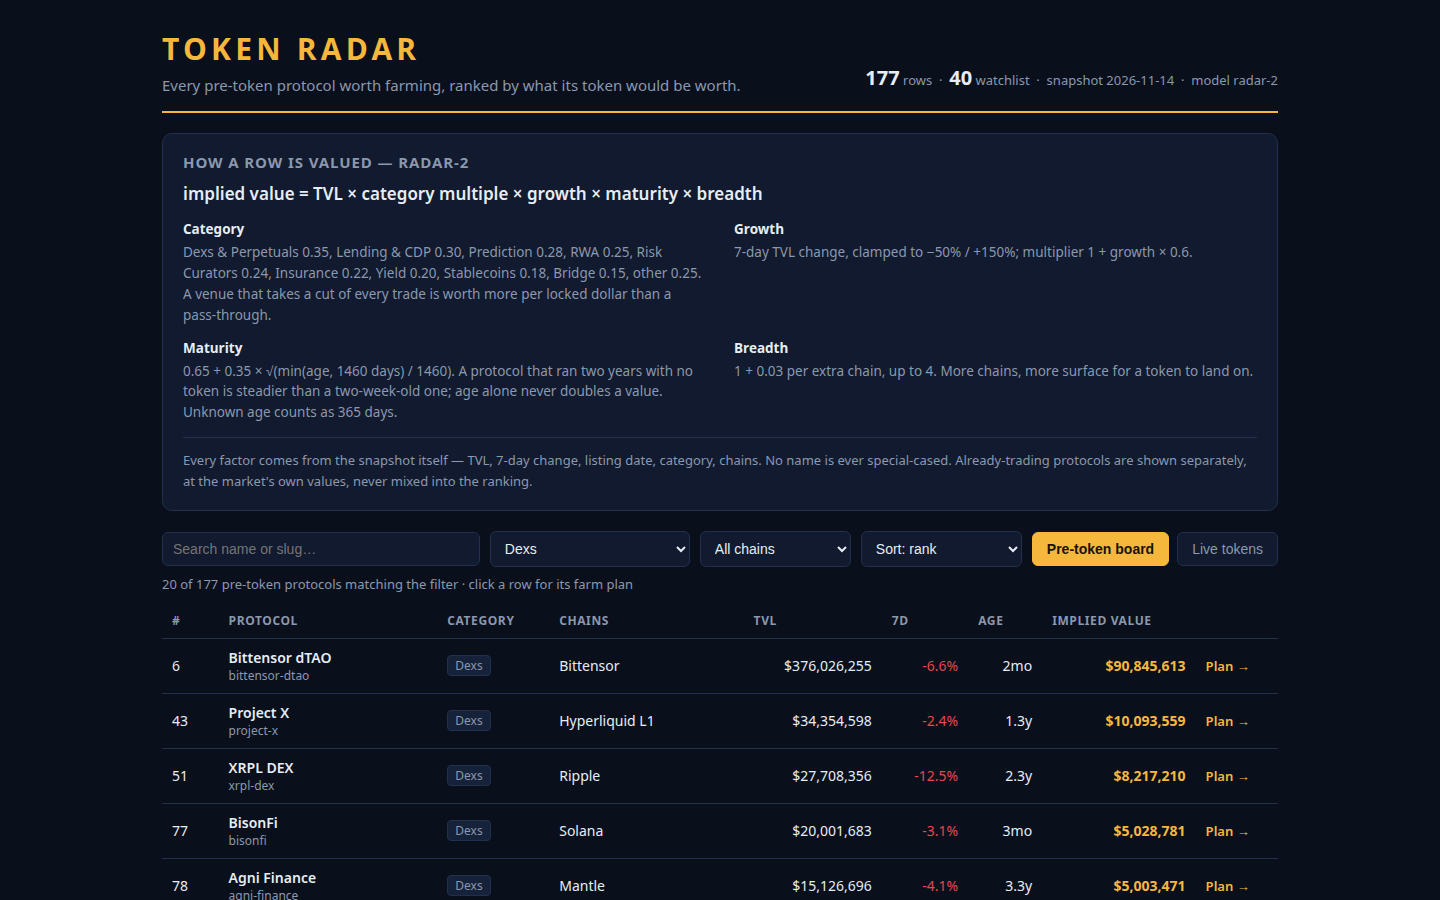 TOKEN RADAR
Every pre-token protocol worth farming, ranked by what its token would be worth.
177 rows · 40 watchlist · snapshot 2026-11-14 · model radar-2
HOW A ROW IS VALUED — RADAR-2
implied value = TVL × category multiple × growth × maturity × breadth
Category
Dexs & Perpetuals 0.35, Lending & CDP 0.30, Prediction 0.28, RWA 0.25, Risk
Curators 0.24, Insurance 0.22, Yield 0.20, Stablecoins 0.18, Bridge 0.15, other 0.25.
A venue that takes a cut of every trade is worth more per locked dollar than a
pass-through.
Growth
7-day TVL change, clamped to −50% / +150%; multiplier 1 + growth × 0.6.
Maturity
0.65 + 0.35 × √(min(age, 1460 days) / 1460). A protocol that ran two years with no
token is steadier than a two-week-old one; age alone never doubles a value.
Unknown age counts as 365 days.
Breadth
1 + 0.03 per extra chain, up to 4. More chains, more surface for a token to land on.
Every factor comes from the snapshot itself — TVL, 7-day change, listing date, category, chains. No name is ever special-cased. Already-trading protocols are shown separately,
at the market's own values, never mixed into the ranking.
Search name or slug… Dexs All chains Sort: rank Pre-token board Live tokens
20 of 177 pre-token protocols matching the filter · click a row for its farm plan
# PROTOCOL CATEGORY CHAINS TVL 7D AGE IMPLIED VALUE
6 Bittensor dTAO Dexs Bittensor $376,026,255 -6.6% 2mo $90,845,613 Plan →
bittensor-dtao
43 Project X Dexs Hyperliquid L1 $34,354,598 -2.4% 1.3y $10,093,559 Plan →
project-x
51 XRPL DEX Dexs Ripple $27,708,356 -12.5% 2.3y $8,217,210 Plan →
xrpl-dex
77 BisonFi Dexs Solana $20,001,683 -3.1% 3mo $5,028,781 Plan →
bisonfi
78 Agni Finance Dexs Mantle $15,126,696 -4.1% 3.3y $5,003,471 Plan →
agni-finance